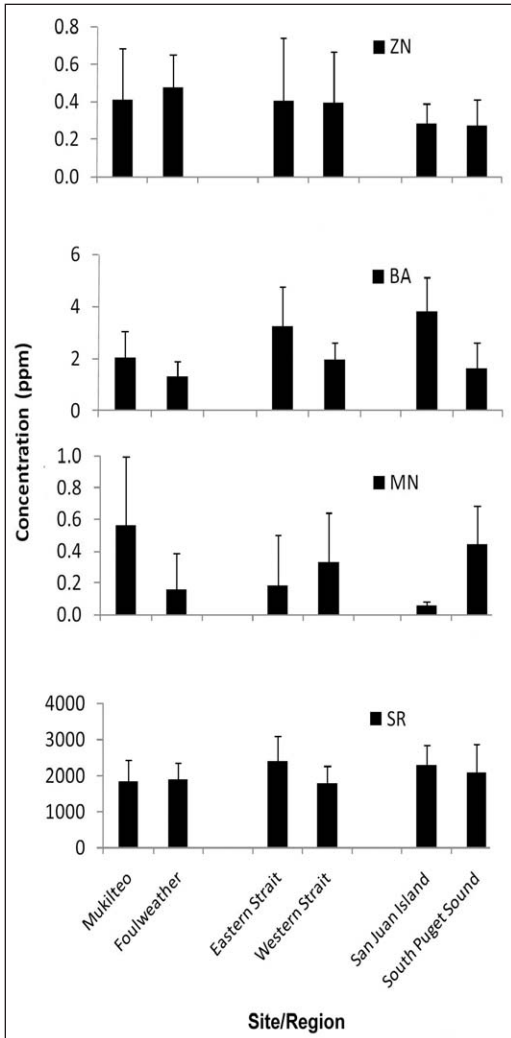 ZN
0.8
0.6
0.4
0.2
0.0
BA
6
4
2
0
MN
1.0
0.8
0.6
0.4
0.2
0.0
SR
4000
3000
2000
1000
0
Concentration (ppm)
Mukilteo
Foulweather
Eastern Strait
Western Strait
San Juan Island
South Puget Sound
Site/Region